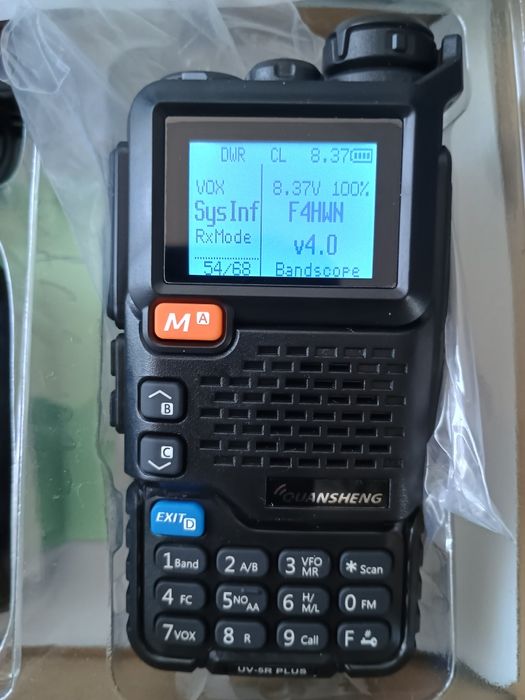 DWR CL 8.37
VOX 8.37V 100%
SysInf F4HWN
RxMode v4.0
54/68 Bandscope
M A
B
C
QUANSHENG
EXIT D
1 Band 2 A/B 3 VFO MR * Scan
4 FC 5 NOAA 6 H/M/L 0 FM
7 VOX 8 R 9 Call F
UV-5R PLUS